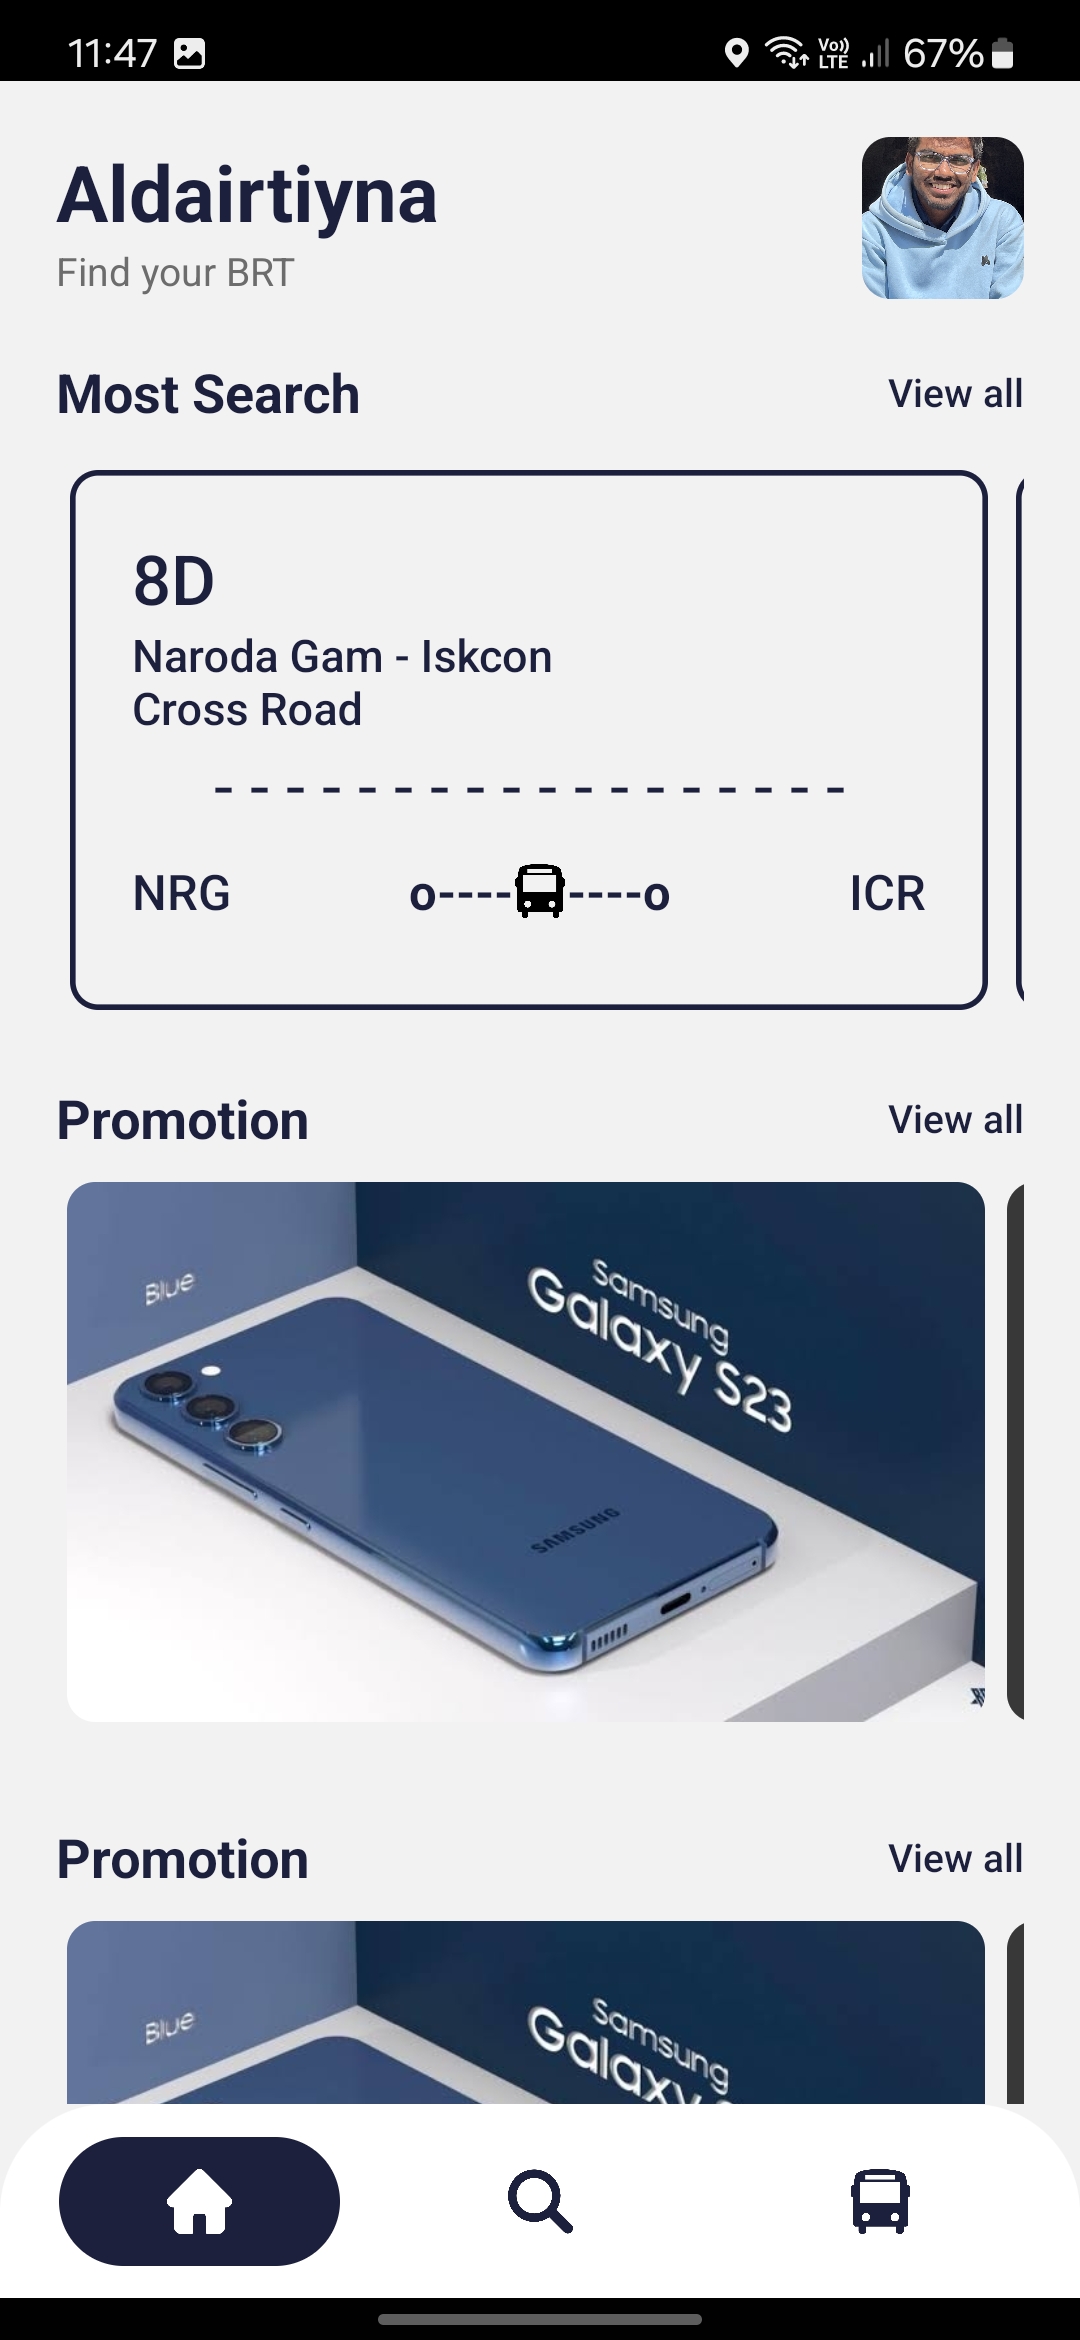 11:47
Vo)) LTE 67%
Aldairtiyna
Find your BRT
Most Search
View all
8D
Naroda Gam - Iskcon
Cross Road
- - - - - - - - - - - - - - - - - -
NRG
o---- ----o
ICR
Promotion
View all
Blue
Samsung
Galaxy S23
SAMSUNG
Promotion
View all
Blue
Samsung
Galaxy